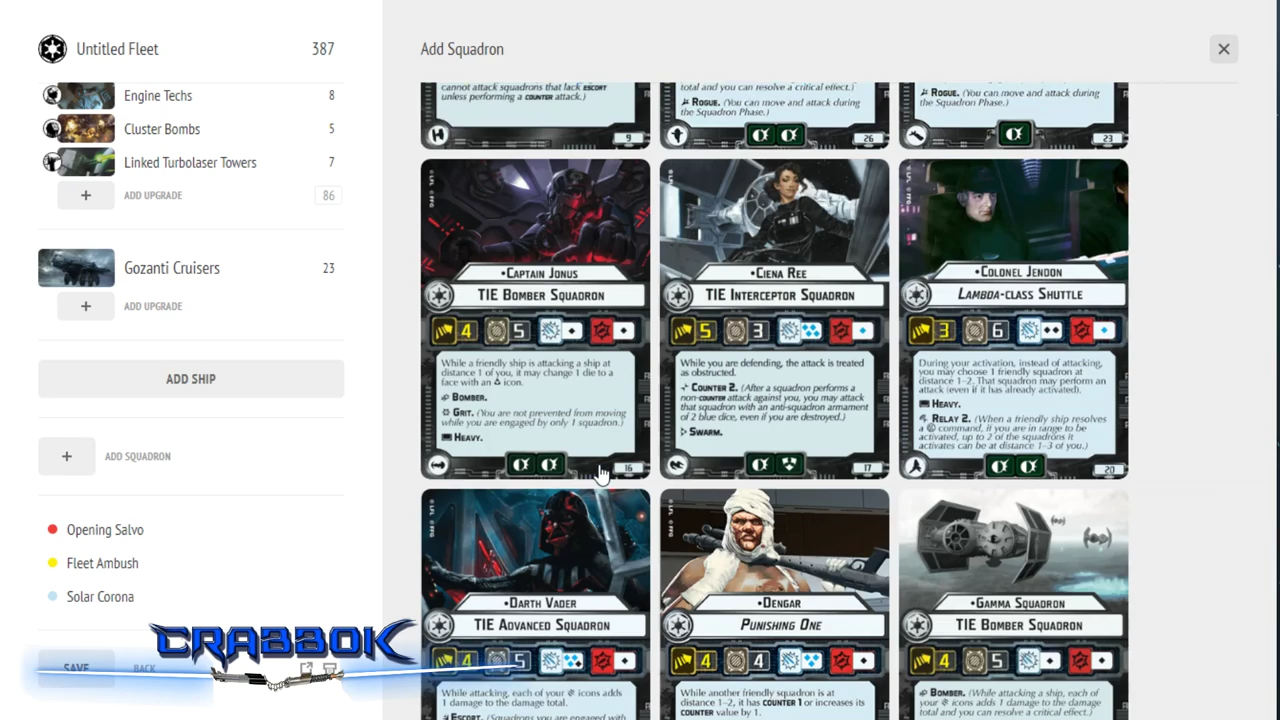 Untitled Fleet 387
Engine Techs 8
Cluster Bombs 5
Linked Turbolaser Towers 7
+ ADD UPGRADE 86
Gozanti Cruisers 23
+ ADD UPGRADE
ADD SHIP
+ ADD SQUADRON
Opening Salvo
Fleet Ambush
Solar Corona
SAVE BACK
CRABBOK
Add Squadron
cannot attack squadrons that lack ESCORT
unless performing a COUNTER attack.)
9
total and you can resolve a critical effect.)
ROGUE. (You can move and attack during
the Squadron Phase.)
26
ROGUE. (You can move and attack during
the Squadron Phase.)
23
•CAPTAIN JONUS
TIE BOMBER SQUADRON
4 5
While a friendly ship is attacking a ship at
distance 1 of you, it may change 1 die to a
face with an icon.
BOMBER.
GRIT. (You are not prevented from moving
while you are engaged by only 1 squadron.)
HEAVY.
16
•CIENA REE
TIE INTERCEPTOR SQUADRON
5 3
While you are defending, the attack is treated
as obstructed.
COUNTER 2. (After a squadron performs a
non-COUNTER attack against you, you may attack
that squadron with an anti-squadron armament
of 2 blue dice, even if you are destroyed.)
SWARM.
17
•COLONEL JENDON
LAMBDA-CLASS SHUTTLE
3 6
During your activation, instead of attacking,
you may choose 1 friendly squadron at
distance 1-2. That squadron may perform an
attack (even if it has already activated).
HEAVY.
RELAY 2. (When a friendly ship resolves
a command, if you are in range to be
activated, up to 2 of the squadrons it
activates can be at distance 1-3 of you.)
20
•DARTH VADER
TIE ADVANCED SQUADRON
4 5
While attacking, each of your icons adds
1 damage to the damage total.
ESCORT. (Squadrons you are engaged with
•DENGAR
PUNISHING ONE
4 4
While another friendly squadron is at
distance 1-2, it has COUNTER 1 or increases its
COUNTER value by 1.
•GAMMA SQUADRON
TIE BOMBER SQUADRON
4 5
BOMBER. (While attacking a ship, each of
your icons adds 1 damage to the damage
total and you can resolve a critical effect.)